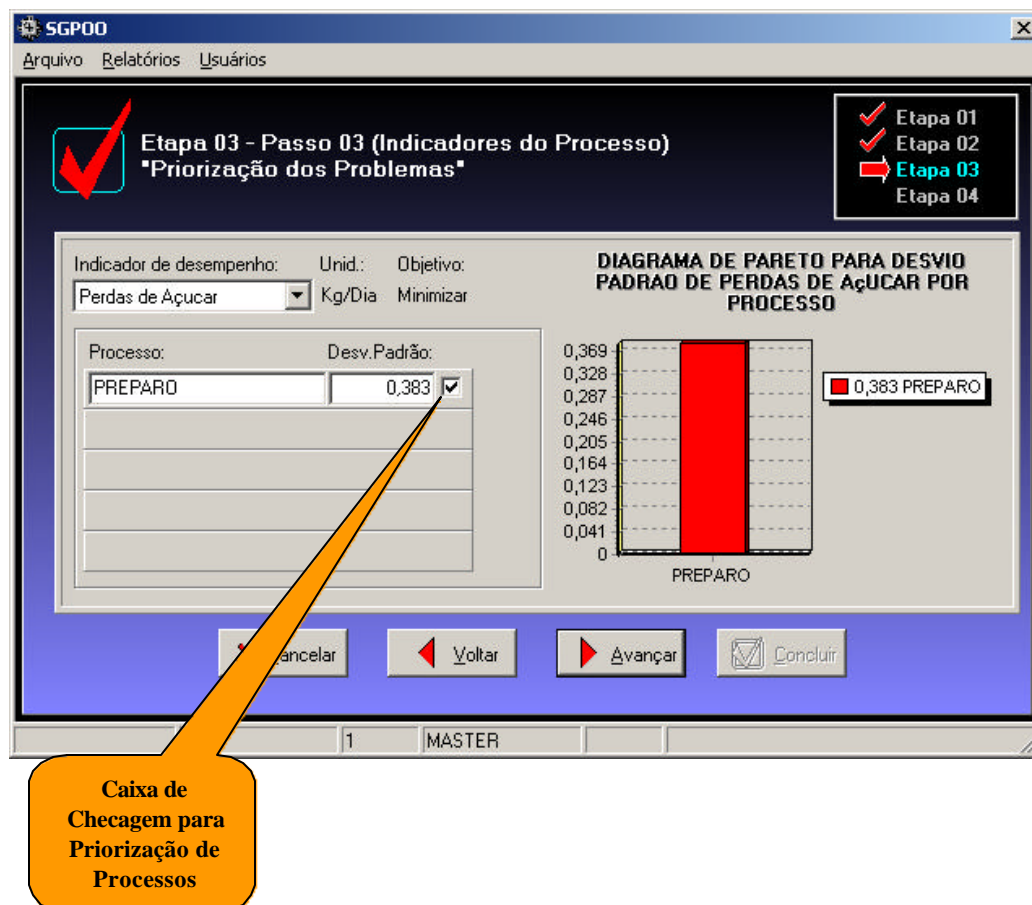 SGPOO
Arquivo Relatórios Usuários
Etapa 03 - Passo 03 (Indicadores do Processo)
"Priorização dos Problemas"
Etapa 01
Etapa 02
Etapa 03
Etapa 04
Indicador de desempenho: Unid.: Objetivo:
Perdas de Açucar Kg/Dia Minimizar
Processo: Desv.Padrão:
PREPARO 0,383
DIAGRAMA DE PARETO PARA DESVIO
PADRAO DE PERDAS DE AçUCAR POR
PROCESSO
0,369
0,328
0,287
0,246
0,205
0,164
0,123
0,082
0,041
0
PREPARO
0,383 PREPARO
ancelar Voltar Avançar Concluir
1 MASTER
Caixa de
Checagem para
Priorização de
Processos